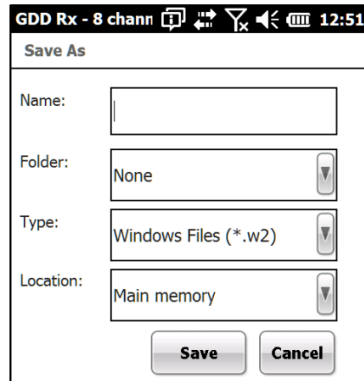 GDD Rx - 8 chann 12:51
Save As
Name:
Folder: None
Type: Windows Files (*.w2)
Location: Main memory
Save Cancel